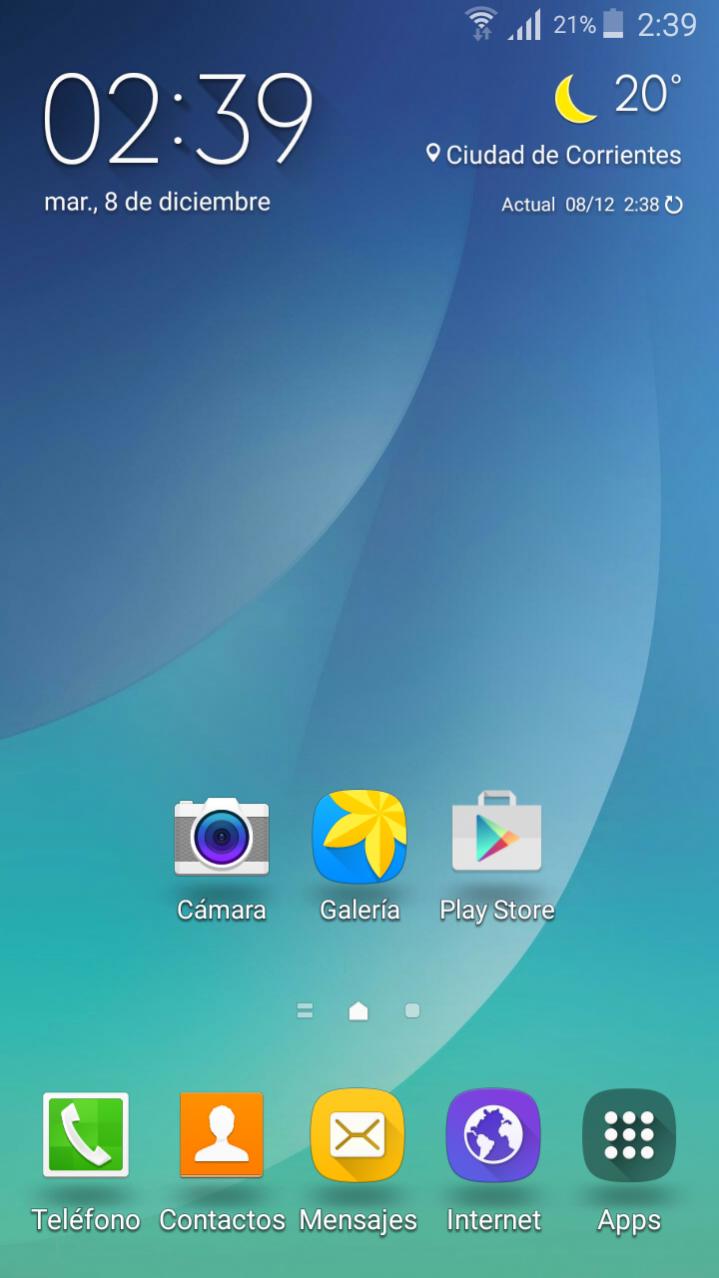 21% 2:39
02:39
20°
Ciudad de Corrientes
mar., 8 de diciembre
Actual 08/12 2:38
Cámara Galería Play Store
Teléfono Contactos Mensajes Internet Apps